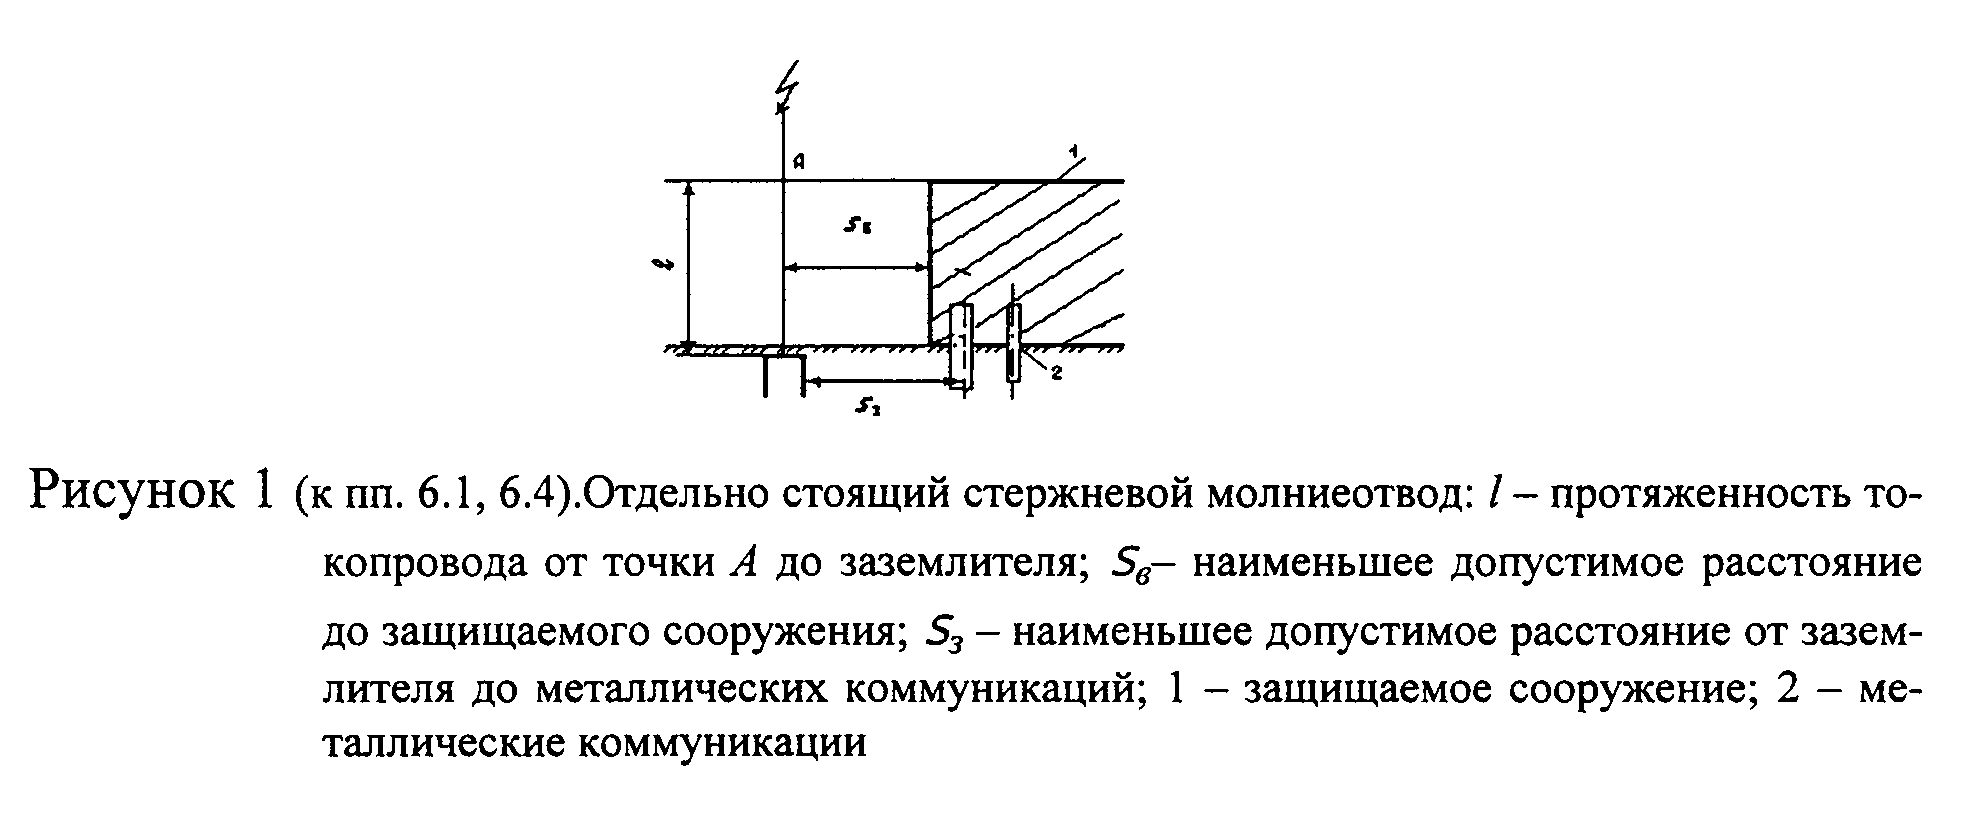 A
1
Sв
l
2
Sз
Рисунок 1 (к пп. 6.1, 6.4).Отдельно стоящий стержневой молниеотвод: l – протяженность то-
копровода от точки А до заземлителя; Sв– наименьшее допустимое расстояние
до защищаемого сооружения; Sз – наименьшее допустимое расстояние от зазем-
лителя до металлических коммуникаций; 1 – защищаемое сооружение; 2 – ме-
таллические коммуникации